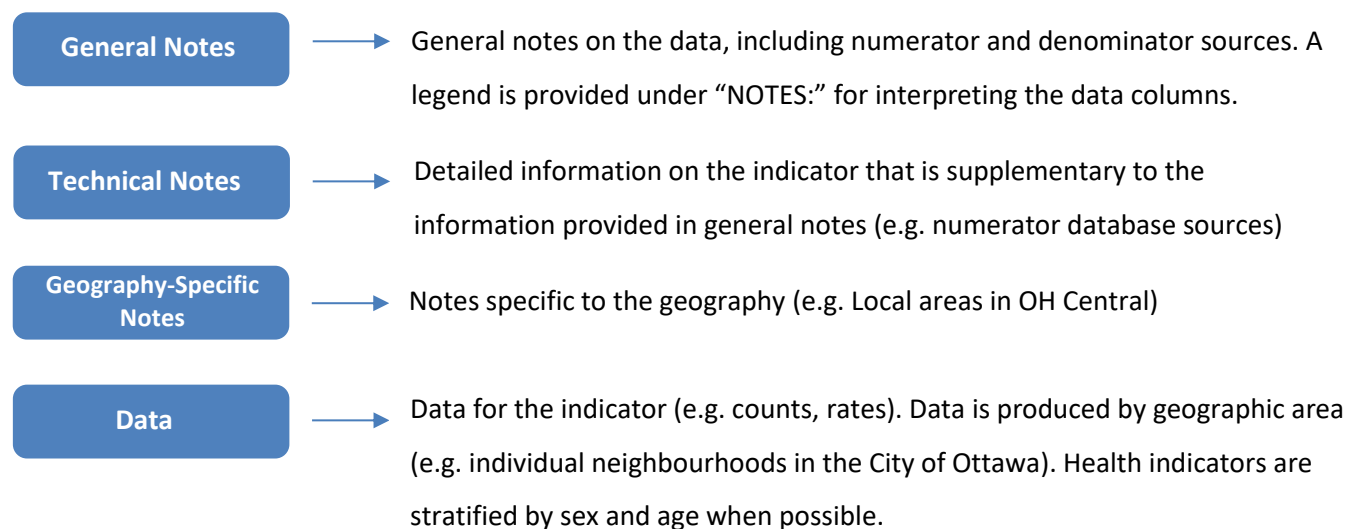 General Notes
General notes on the data, including numerator and denominator sources. A
legend is provided under “NOTES:” for interpreting the data columns.
Technical Notes
Detailed information on the indicator that is supplementary to the
information provided in general notes (e.g. numerator database sources)
Geography-Specific
Notes
Notes specific to the geography (e.g. Local areas in OH Central)
Data
Data for the indicator (e.g. counts, rates). Data is produced by geographic area
(e.g. individual neighbourhoods in the City of Ottawa). Health indicators are
stratified by sex and age when possible.